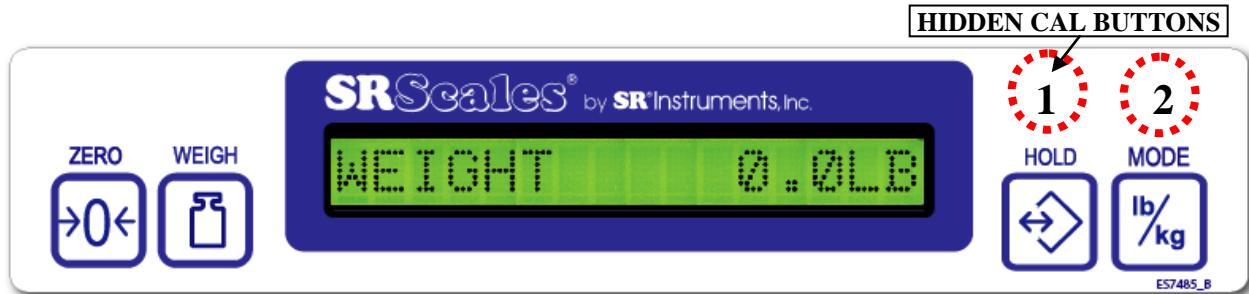 HIDDEN CAL BUTTONS
1 2
SRScales® by SR® Instruments, Inc.
ZERO WEIGH HOLD MODE
WEIGHT 0.0LB
→0← lb/kg
ES7485_B